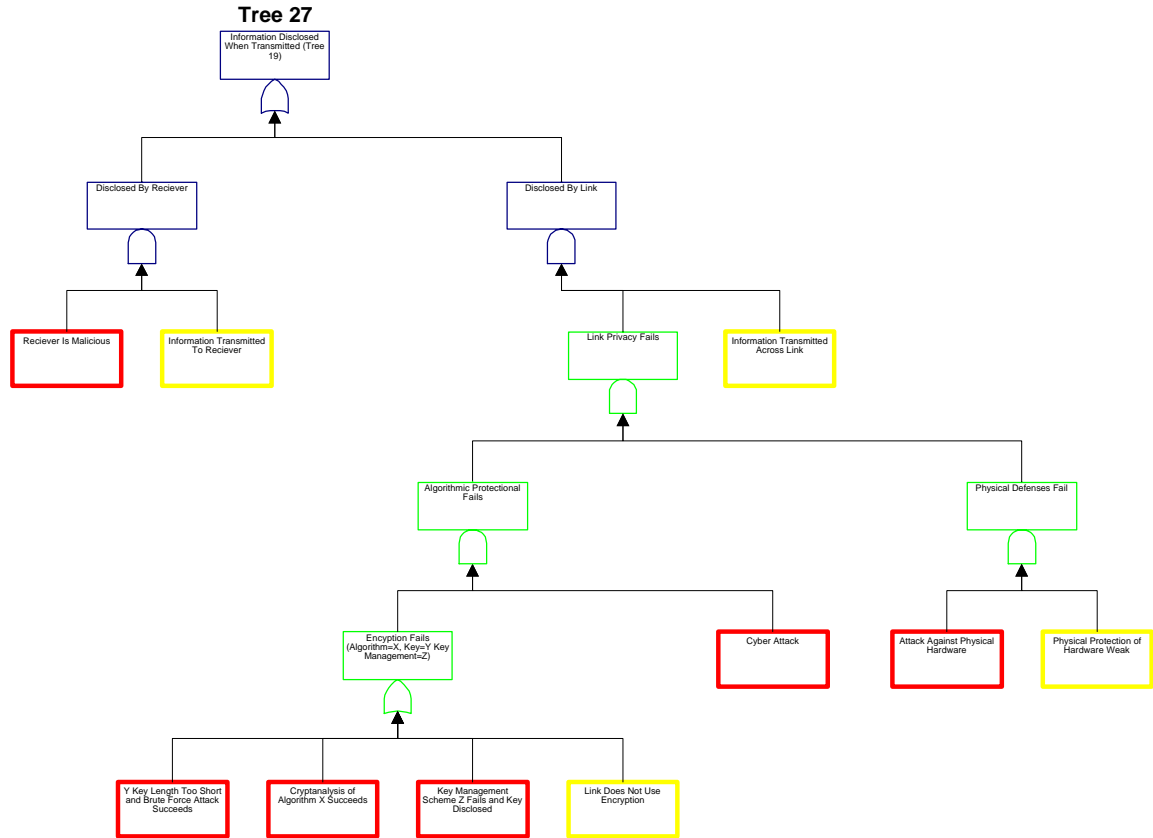 Tree 27
Information Disclosed
When Transmitted (Tree
19)
Disclosed By Reciever
Disclosed By Link
Reciever Is Malicious
Information Transmitted
To Reciever
Link Privacy Fails
Information Transmitted
Across Link
Algorithmic Protectional
Fails
Physical Defenses Fail
Encyption Fails
(Algorithm=X, Key=Y Key
Management=Z)
Cyber Attack
Attack Against Physical
Hardware
Physical Protection of
Hardware Weak
Y Key Length Too Short
and Brute Force Attack
Succeeds
Cryptanalysis of
Algorithm X Succeeds
Key Management
Scheme Z Fails and Key
Disclosed
Link Does Not Use
Encryption